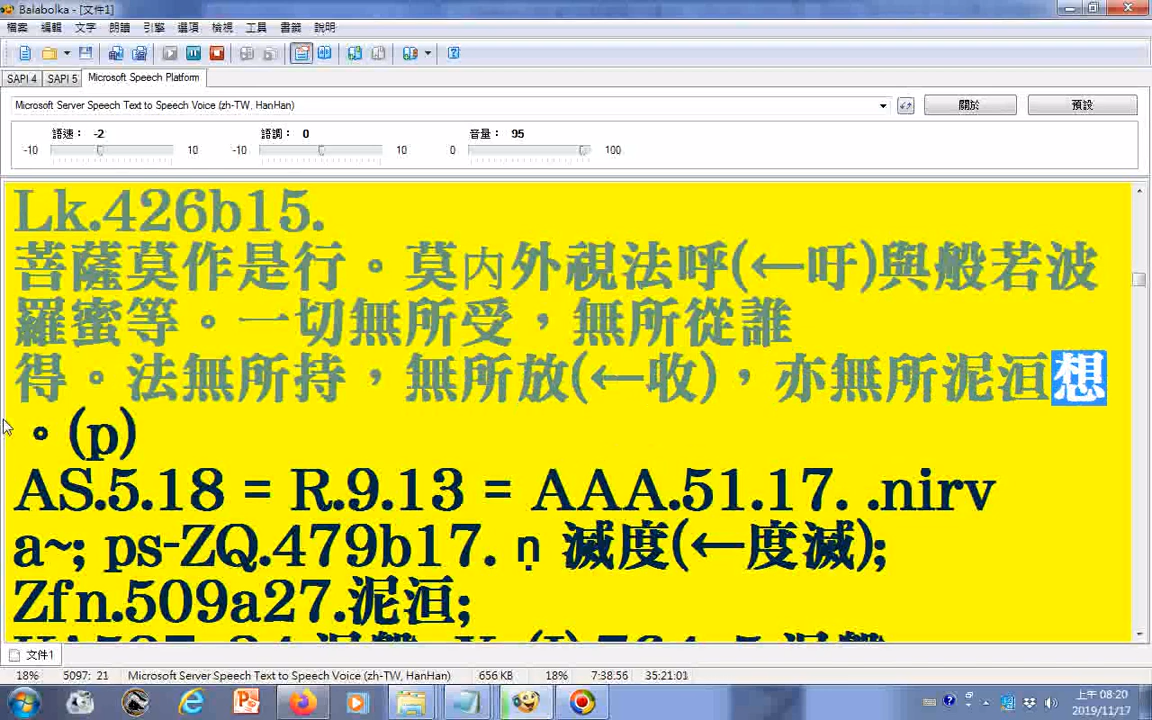 Balabolka - [文件1]
檔案 編輯 文字 朗讀 引擎 選項 檢視 工具 書籤 說明
SAPI 4 SAPI 5 Microsoft Speech Platform
Microsoft Server Speech Text to Speech Voice (zh-TW, HanHan) 關於 預設
語速： -2 語調： 0 音量： 95
-10 10 -10 10 0 100
Lk.426b15.
菩薩莫作是行。莫內外視法呼(←吁)與般若波
羅蜜等。一切無所受，無所從誰
得。法無所持，無所放(←收)，亦無所泥洹想
。(p)
AS.5.18 = R.9.13 = AAA.51.17. .nirv
a~; ps-ZQ.479b17. ṇ 滅度(←度滅);
Zfn.509a27.泥洹;
文件1
18% 5097: 21 Microsoft Server Speech Text to Speech Voice (zh-TW, HanHan) 656 KB 18% 7:38:56 35:21:01
上午 08:20
2019/11/17